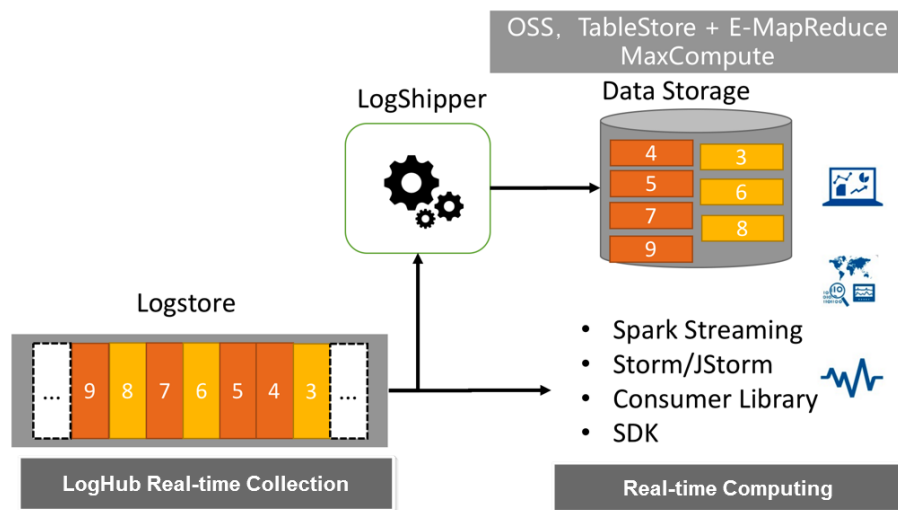 OSS, TableStore + E-MapReduce
MaxCompute
LogShipper
Data Storage
4
3
5
6
7
8
9
Logstore
... 9 8 7 6 5 4 3 ...
• Spark Streaming
• Storm/JStorm
• Consumer Library
• SDK
LogHub Real-time Collection
Real-time Computing